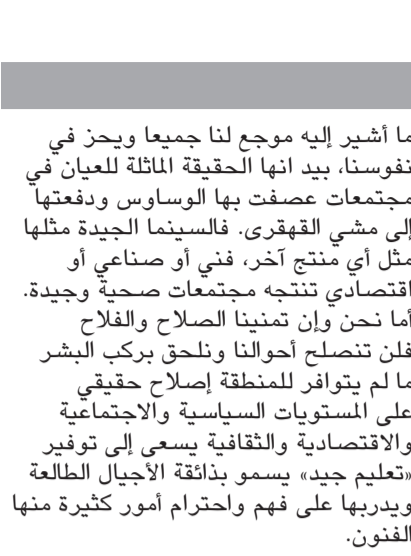 ما أشير إليه موجع لنا جميعا ويحز في
نفوسنا، بيد انها الحقيقة الماثلة للعيان في
مجتمعات عصفت بها الوساوس ودفعتها
إلى مشي القهقرى. فالسينما الجيدة مثلها
مثل أي منتج آخر، فني أو صناعي أو
اقتصادي تنتجه مجتمعات صحية وجيدة.
أما نحن وإن تمنينا الصلاح والفلاح
فلن تنصلح أحوالنا ونلحق بركب البشر
ما لم يتوافر للمنطقة إصلاح حقيقي
على المستويات السياسية والاجتماعية
والاقتصادية والثقافية يسعى إلى توفير
«تعليم جيد» يسمو بذائقة الأجيال الطالعة
ويدربها على فهم واحترام أمور كثيرة منها
الفنون.